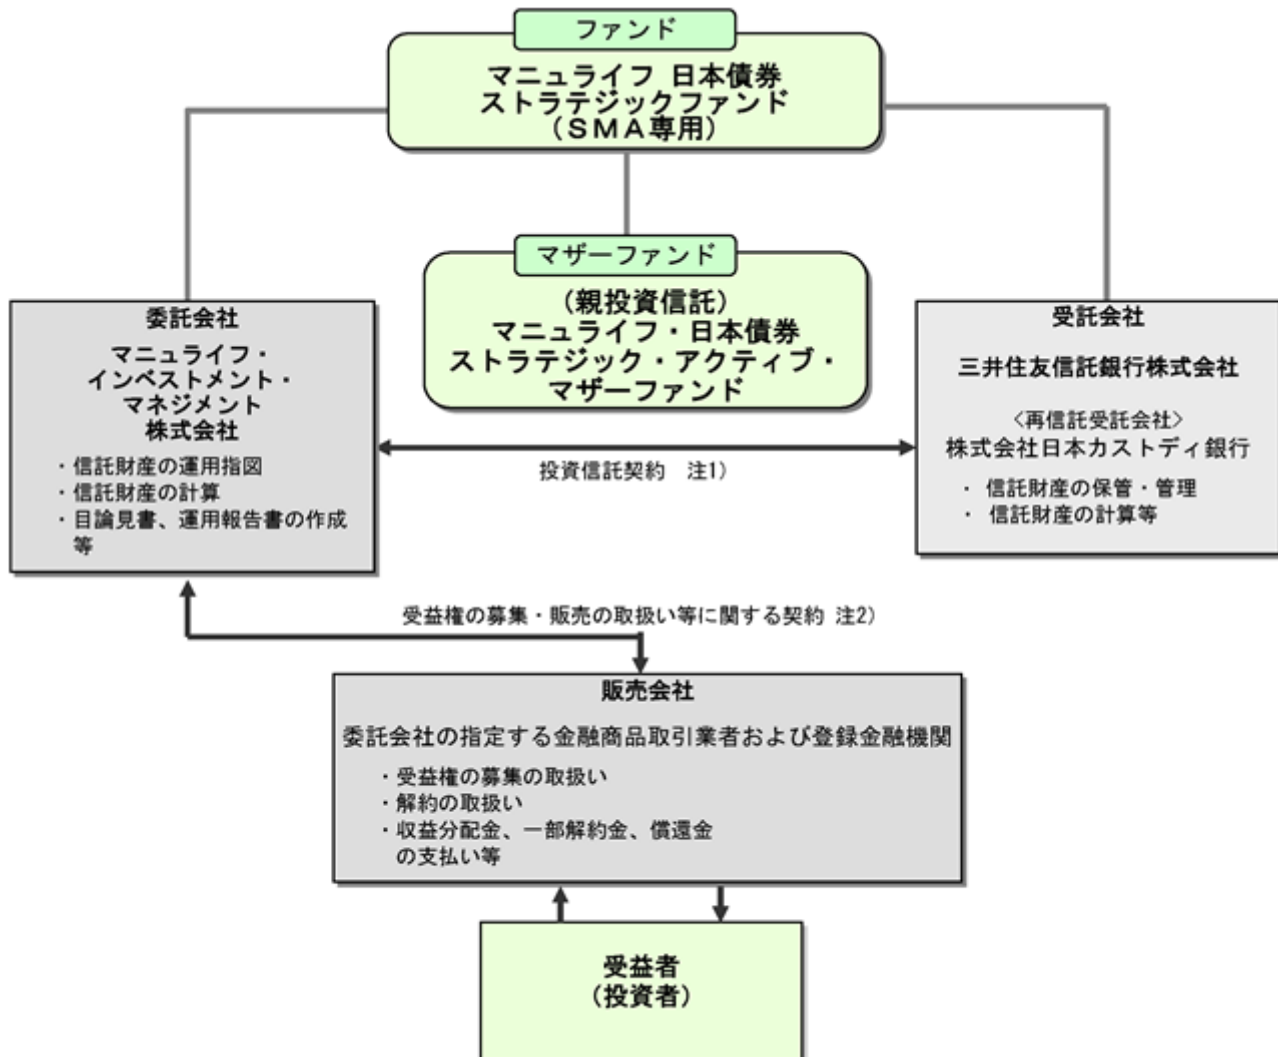 ファンド
マニュライフ 日本債券
ストラテジックファンド
（ＳＭＡ専用）
マザーファンド
（親投資信託）
マニュライフ・日本債券
ストラテジック・アクティブ・
マザーファンド
委託会社
マニュライフ・
インベストメント・
マネジメント
株式会社
・信託財産の運用指図
・信託財産の計算
・目論見書、運用報告書の作成
等
受託会社
三井住友信託銀行株式会社
〈再信託受託会社〉
株式会社日本カストディ銀行
・ 信託財産の保管・管理
・ 信託財産の計算等
投資信託契約 注1）
受益権の募集・販売の取扱い等に関する契約 注2）
販売会社
委託会社の指定する金融商品取引業者および登録金融機関
・受益権の募集の取扱い
・解約の取扱い
・収益分配金、一部解約金、償還金
の支払い等
受益者
（投資者）